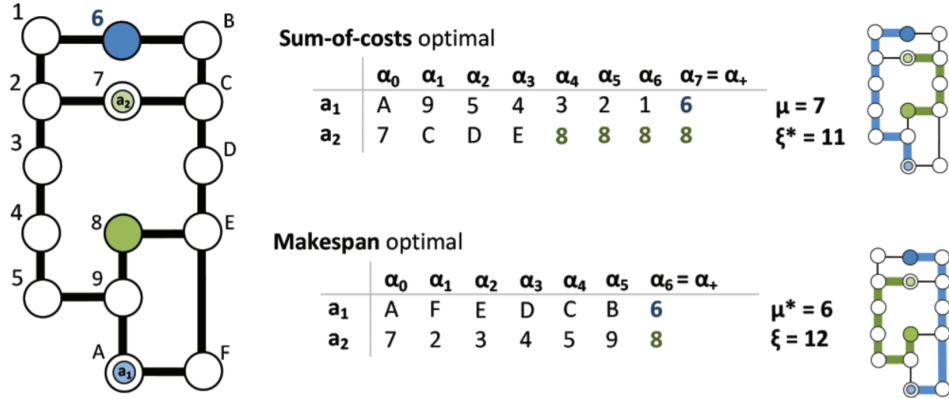 1
6
B
2
7
C
a₂
3
D
4
8
E
5
9
A
F
a₁
Sum-of-costs optimal
α₀ α₁ α₂ α₃ α₄ α₅ α₆ α₇ = α₊
a₁ A 9 5 4 3 2 1 6
a₂ 7 C D E 8 8 8 8
μ = 7
ξ* = 11
Makespan optimal
α₀ α₁ α₂ α₃ α₄ α₅ α₆ = α₊
a₁ A F E D C B 6
a₂ 7 2 3 4 5 9 8
μ* = 6
ξ = 12